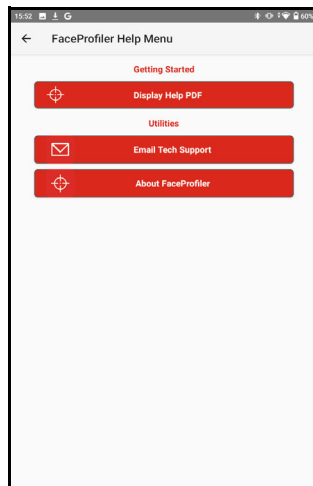 15:52 G 60%
FaceProfiler Help Menu
Getting Started
Display Help PDF
Utilities
Email Tech Support
About FaceProfiler